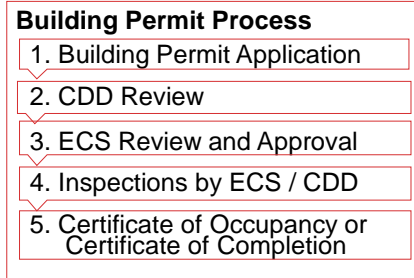 Building Permit Process
1. Building Permit Application
2. CDD Review
3. ECS Review and Approval
4. Inspections by ECS / CDD
5. Certificate of Occupancy or
Certificate of Completion